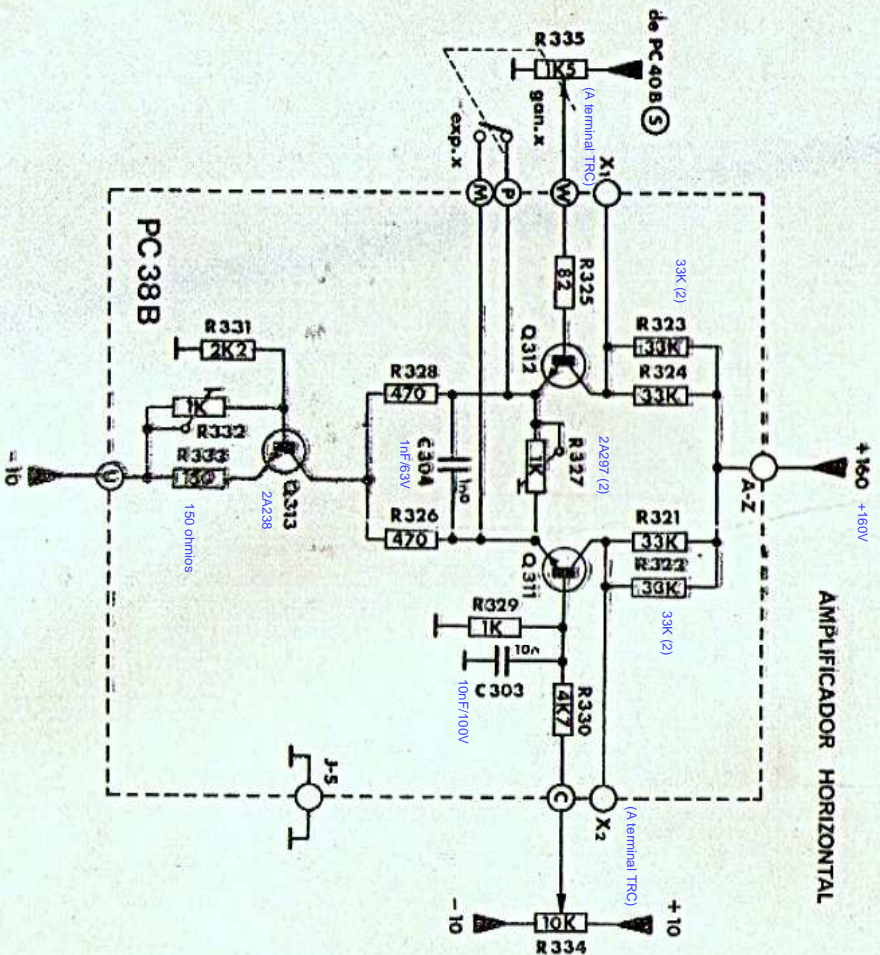 de PC40B (S)
R335
1K5
gan.x
(A terminal TRC)
exp.x
M
P
W
X1
PC 38B
R325
82
33K (2)
R323
33K
R324
33K
Q312
R331
2K2
R328
470
1K
R332
C304
1n0
1nF/63V
R327
1K
2A297 (2)
+160
+160V
A-Z
-10
U
R333
150
150 ohmios
2A238
Q313
R326
470
Q311
R321
33K
R322
33K
33K (2)
R329
1K
10n
C303
10nF/100V
R330
4K7
AMPLIFICADOR HORIZONTAL
J-5
C
X2
(A terminal TRC)
-10
10K
+10
R334